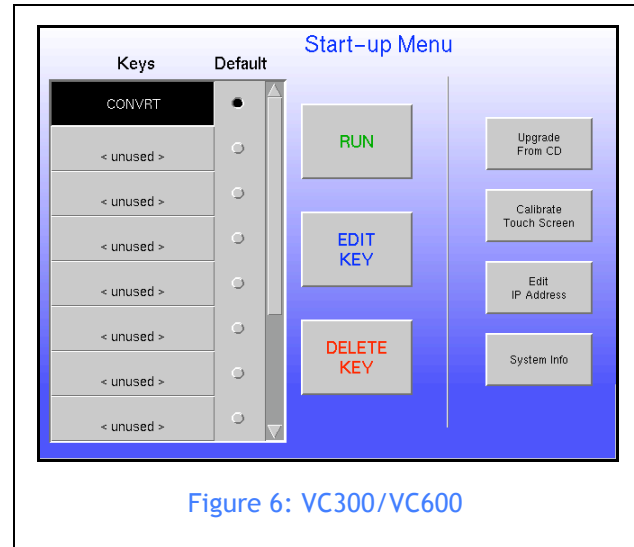 Start-up Menu
Keys Default
CONVRT
< unused >
< unused >
< unused >
< unused >
< unused >
< unused >
< unused >
RUN
EDIT
KEY
DELETE
KEY
Upgrade
From CD
Calibrate
Touch Screen
Edit
IP Address
System Info
Figure 6: VC300/VC600